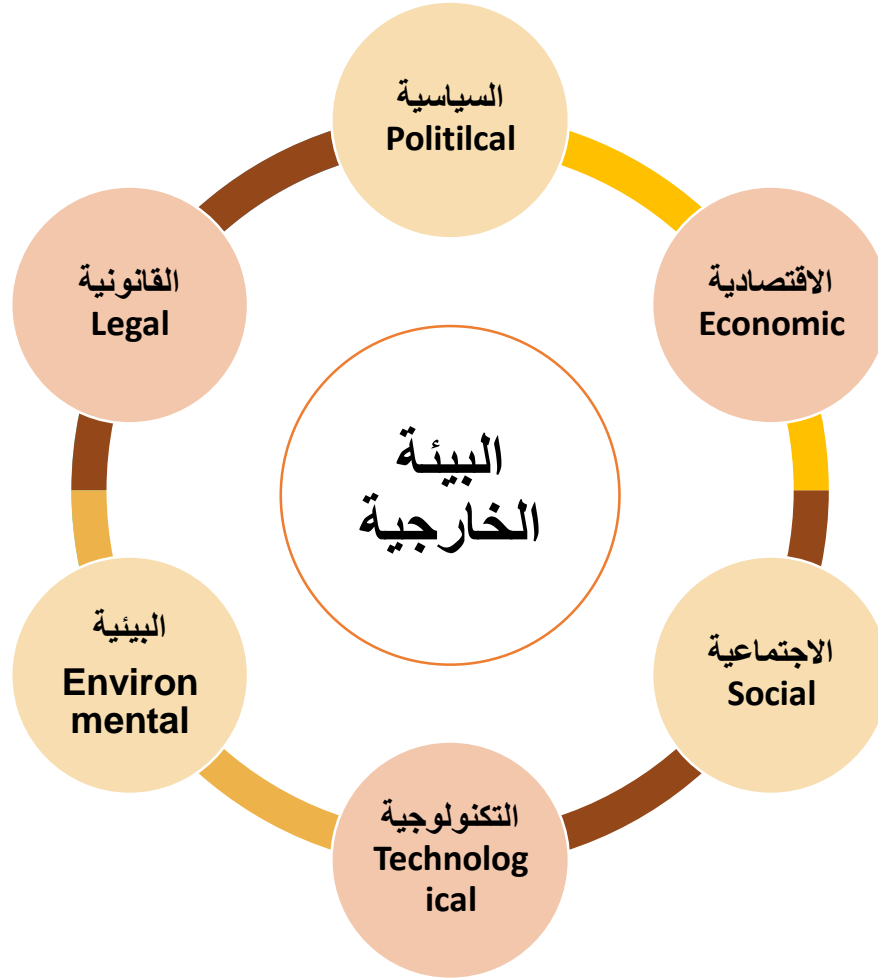 السياسية
Politilcal
الاقتصادية
Economic
الاجتماعية
Social
التكنولوجية
Technolog
ical
البيئية
Environ
mental
القانونية
Legal
البيئة
الخارجية